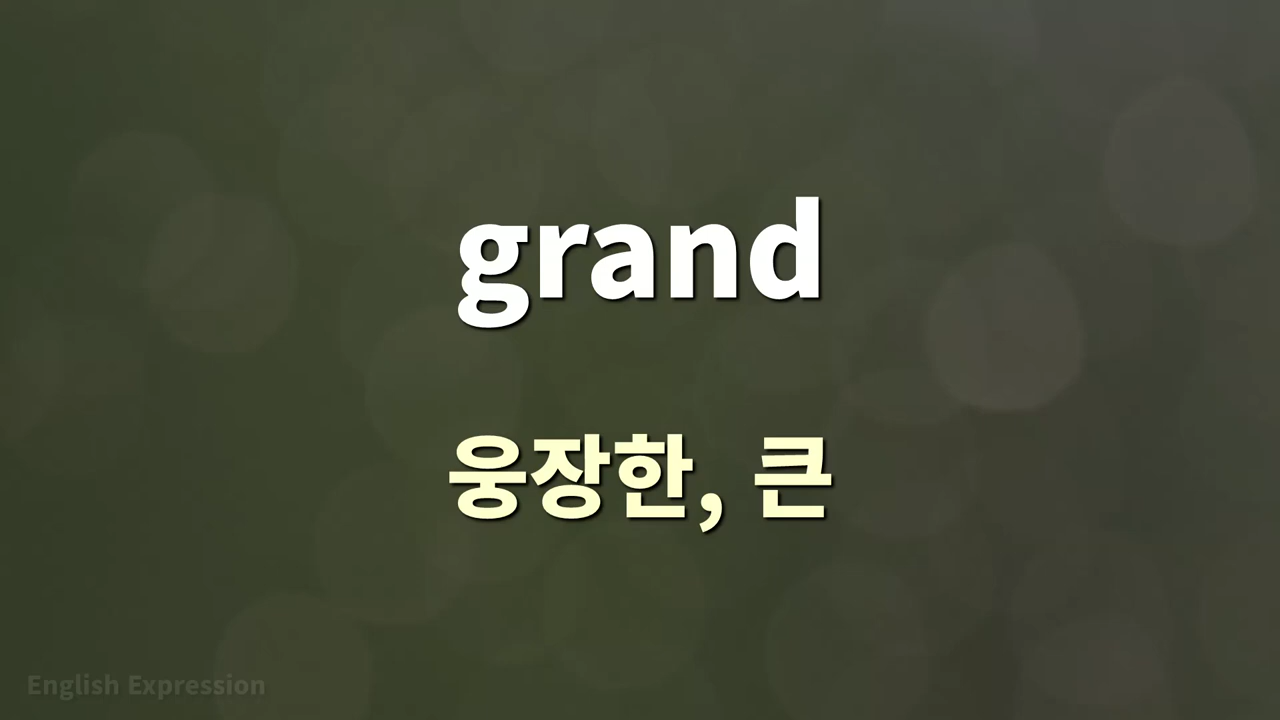 grand
웅장한, 큰
English Expression